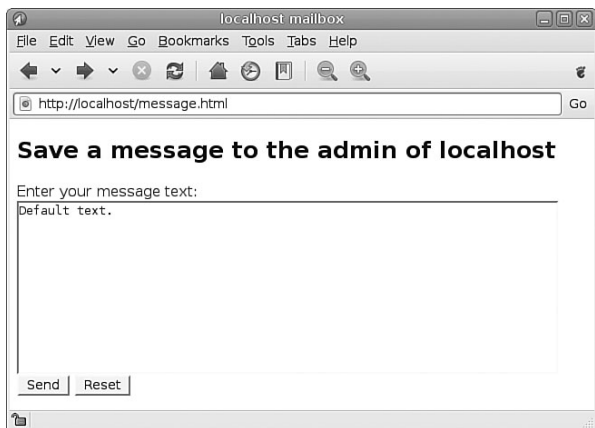 localhost mailbox
File Edit View Go Bookmarks Tools Tabs Help
http://localhost/message.html Go
Save a message to the admin of localhost
Enter your message text:
Default text.
Send Reset